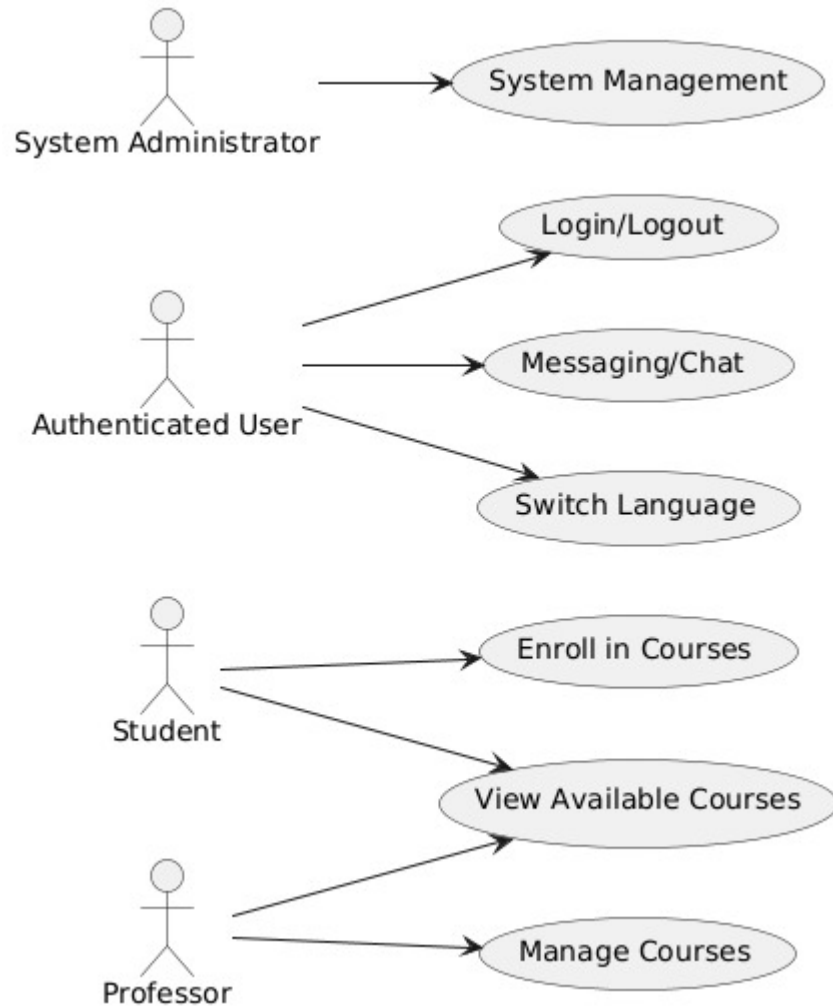 System Administrator
System Management
Login/Logout
Messaging/Chat
Authenticated User
Switch Language
Enroll in Courses
Student
View Available Courses
Manage Courses
Professor